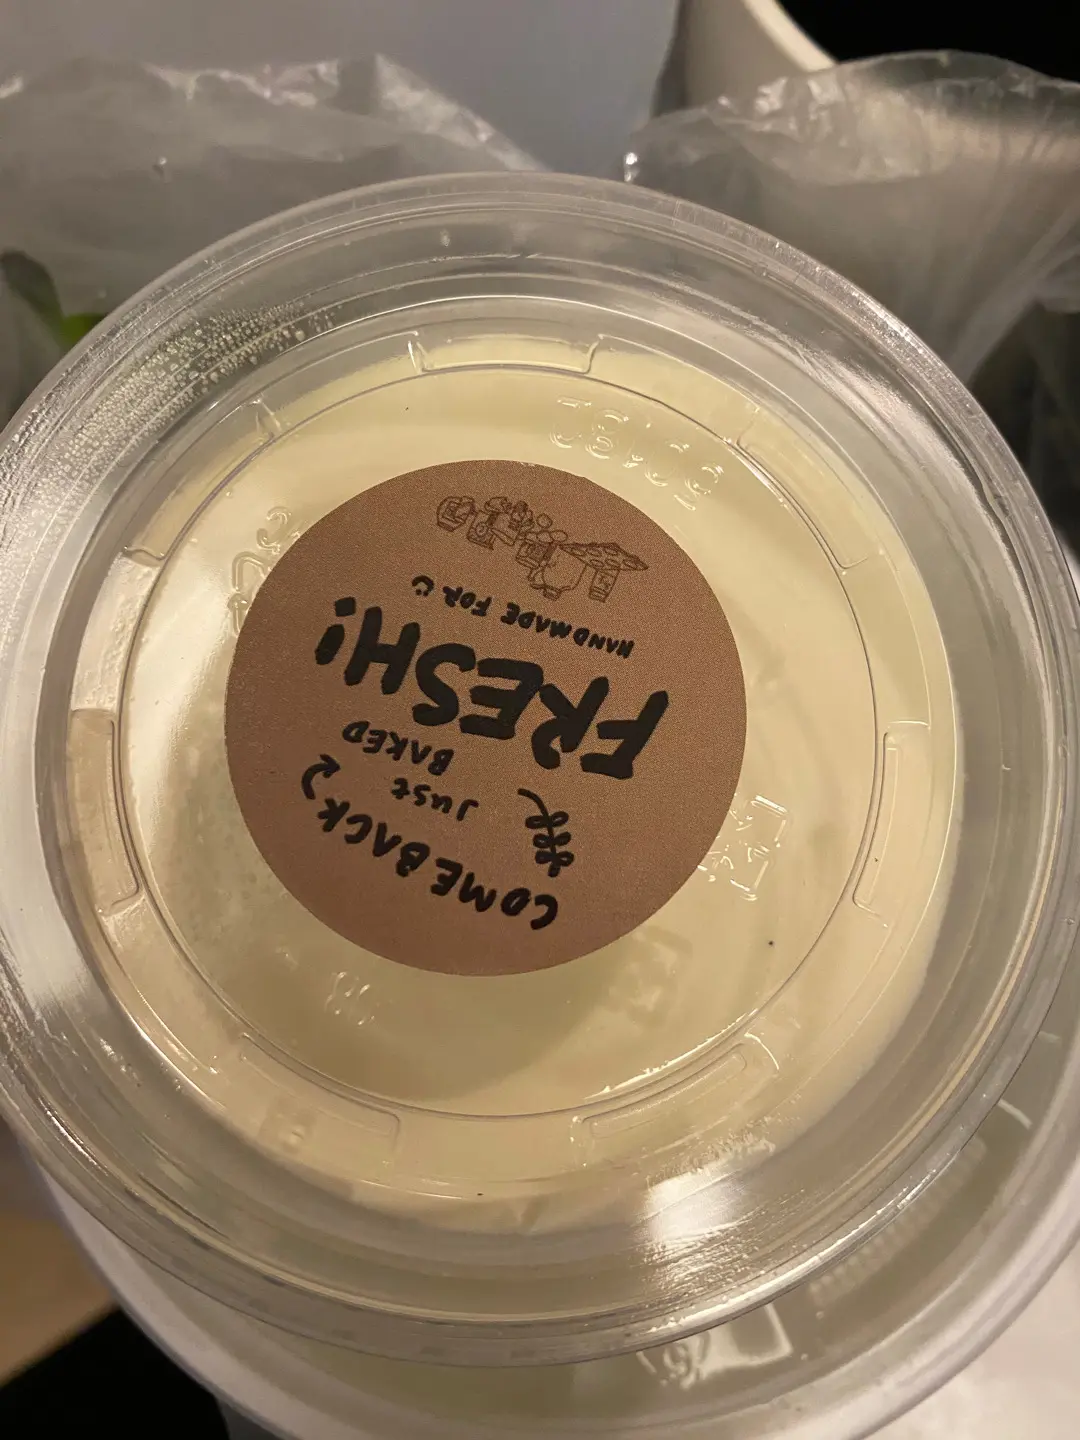 COME BACK
JUST
BAKED
FRESH!
HANDMADE FOR U